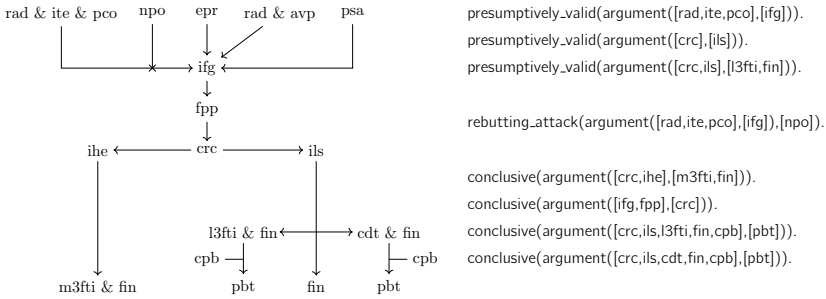 rad & ite & pco npo epr rad & avp psa
ifg
fpp
ihe crc ils
l3fti & fin cdt & fin
cpb cpb
m3fti & fin pbt fin pbt
presumptively_valid(argument([rad,ite,pco],[ifg])).
presumptively_valid(argument([crc],[ils])).
presumptively_valid(argument([crc,ils],[l3fti,fin])).
rebutting_attack(argument([rad,ite,pco],[ifg]),[npo]).
conclusive(argument([crc,ihe],[m3fti,fin])).
conclusive(argument([ifg,fpp],[crc])).
conclusive(argument([crc,ils,l3fti,fin,cpb],[pbt])).
conclusive(argument([crc,ils,cdt,fin,cpb],[pbt])).